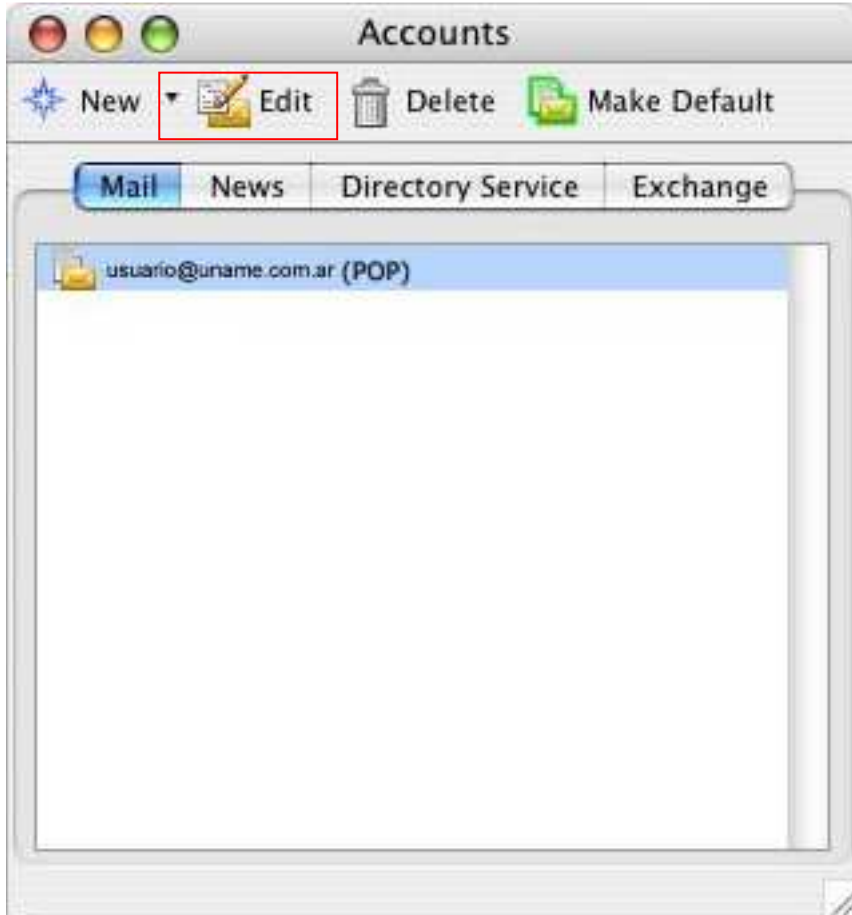 Accounts
New Edit Delete Make Default
Mail News Directory Service Exchange
usuario@uname.com.ar (POP)